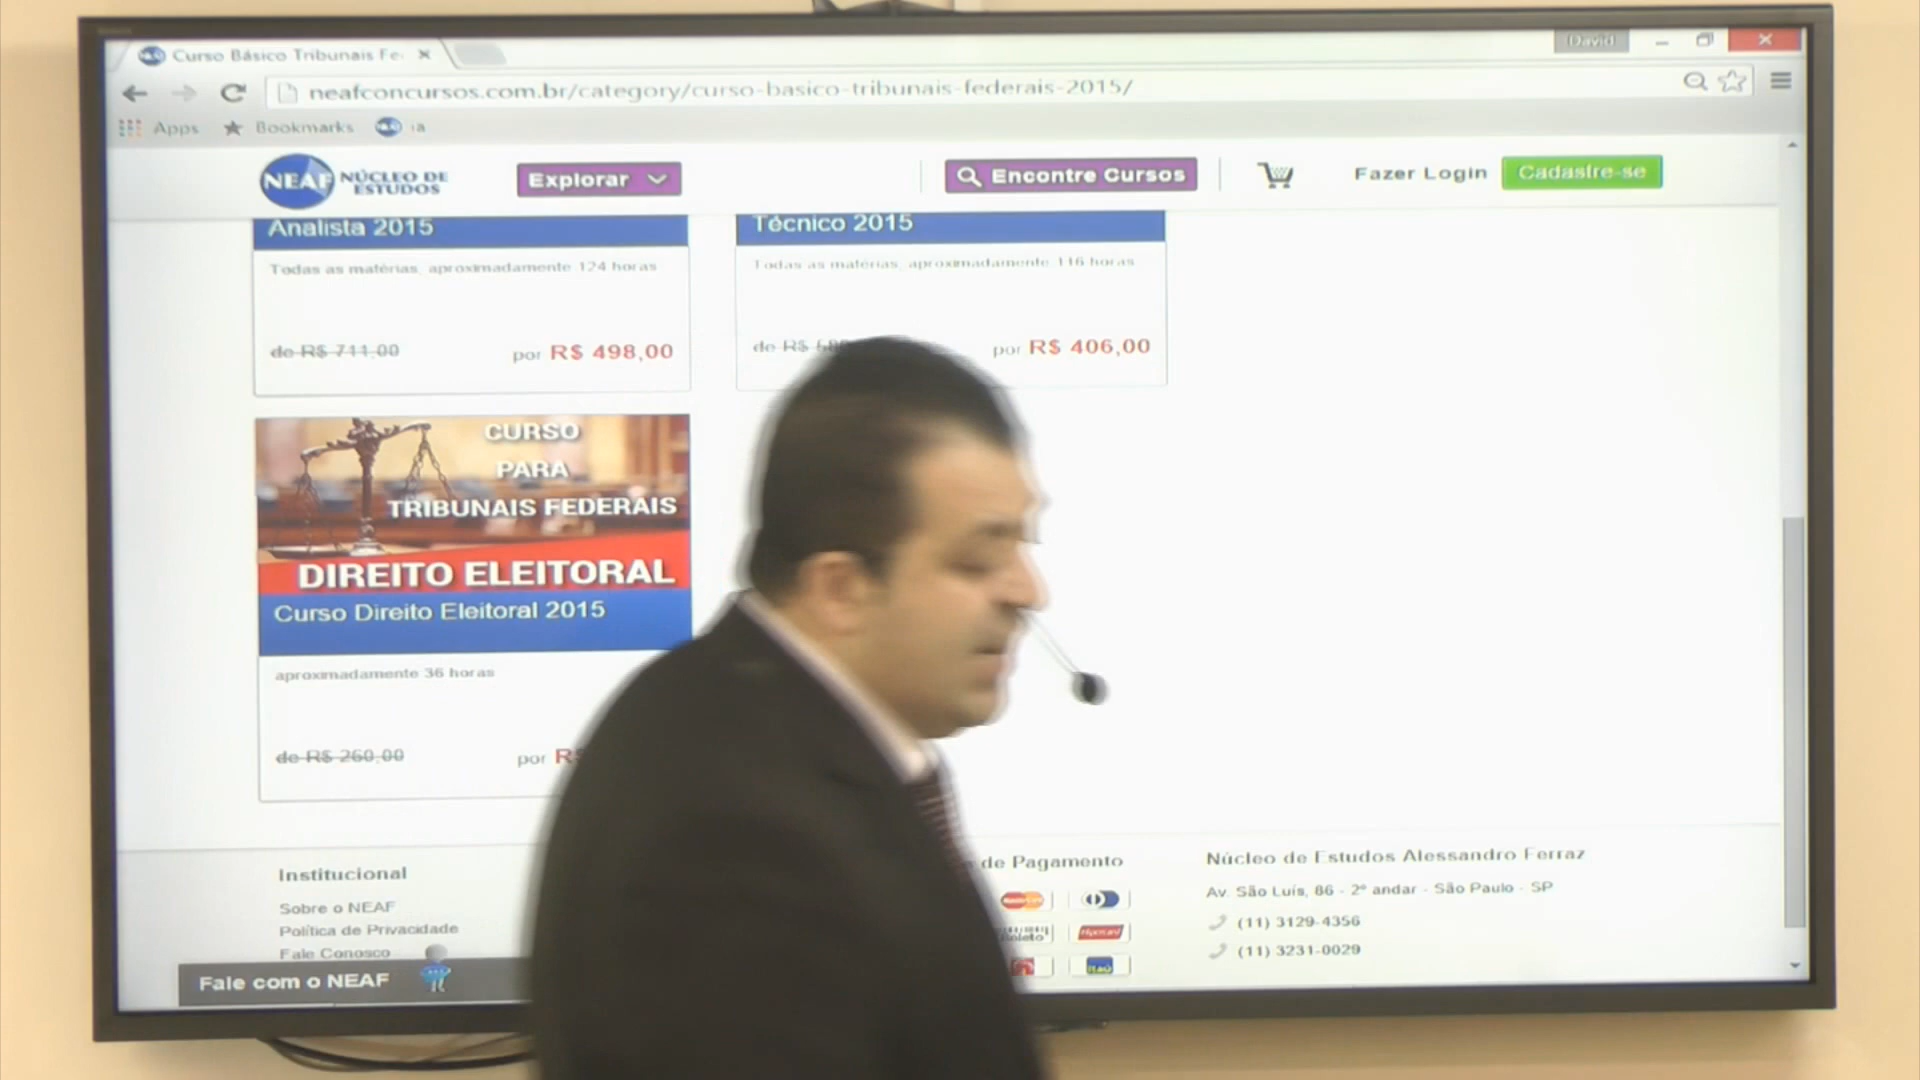 Curso Básico Tribunais Fe
David
neafconcursos.com.br/category/curso-basico-tribunais-federais-2015/
Apps Bookmarks
NEAF NÚCLEO DE ESTUDOS
Explorar
Encontre Cursos
Fazer Login
Cadastre-se
Analista 2015
Todas as matérias, aproximadamente 124 horas
de R$ 711,00 por R$ 498,00
Técnico 2015
Todas as matérias, aproximadamente 116 horas
de R$ por R$ 406,00
CURSO
PARA
TRIBUNAIS FEDERAIS
DIREITO ELEITORAL
Curso Direito Eleitoral 2015
aproximadamente 36 horas
de R$ 260,00 por
Institucional
Sobre o NEAF
Política de Privacidade
Fale Conosco
Fale com o NEAF
de Pagamento
Itaú
Núcleo de Estudos Alessandro Ferraz
Av. São Luís, 86 - 2º andar - São Paulo - SP
(11) 3129-4356
(11) 3231-0029